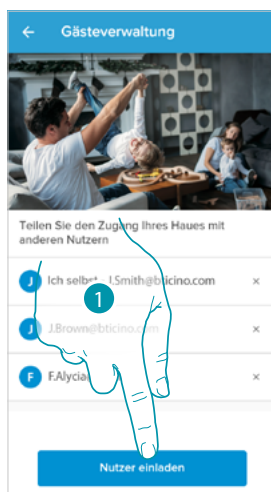 Gästeverwaltung
Teilen Sie den Zugang Ihres Haues mit
anderen Nutzern
J Ich selbst - J.Smith@bticino.com ×
1
J J.Brown@bticino.com ×
F F.Alycia ×
Nutzer einladen